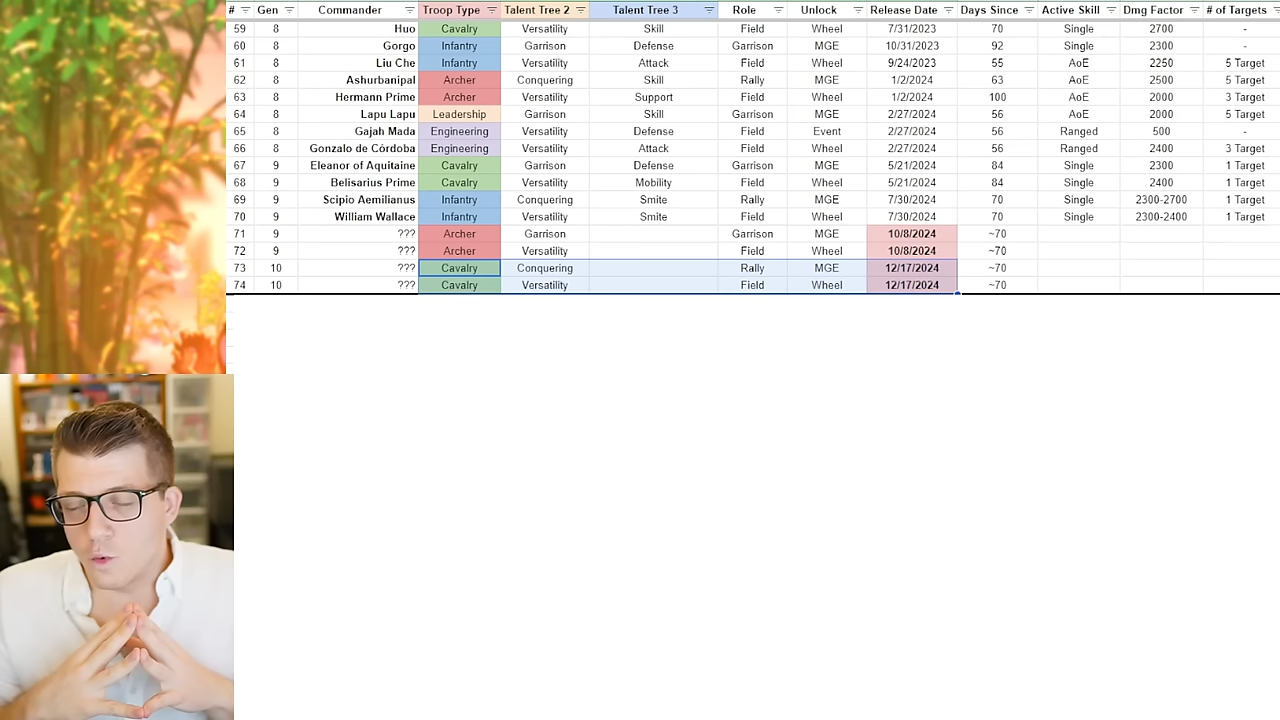 # Gen Commander Troop Type Talent Tree 2 Talent Tree 3 Role Unlock Release Date Days Since Active Skill Dmg Factor # of Targets
59 8 Huo Cavalry Versatility Skill Field Wheel 7/31/2023 70 Single 2700 -
60 8 Gorgo Infantry Garrison Defense Garrison MGE 10/31/2023 92 Single 2300 -
61 8 Liu Che Infantry Versatility Attack Field Wheel 9/24/2023 55 AoE 2250 5 Target
62 8 Ashurbanipal Archer Conquering Skill Rally MGE 1/2/2024 63 AoE 2500 5 Target
63 8 Hermann Prime Archer Versatility Support Field Wheel 1/2/2024 100 AoE 2000 3 Target
64 8 Lapu Lapu Leadership Garrison Skill Garrison MGE 2/27/2024 56 AoE 2000 5 Target
65 8 Gajah Mada Engineering Versatility Defense Field Event 2/27/2024 56 Ranged 500 -
66 8 Gonzalo de Córdoba Engineering Versatility Attack Field Wheel 2/27/2024 56 Ranged 2400 3 Target
67 9 Eleanor of Aquitaine Cavalry Garrison Defense Garrison MGE 5/21/2024 84 Single 2300 1 Target
68 9 Belisarius Prime Cavalry Versatility Mobility Field Wheel 5/21/2024 84 Single 2400 1 Target
69 9 Scipio Aemilianus Infantry Conquering Smite Rally MGE 7/30/2024 70 Single 2300-2700 1 Target
70 9 William Wallace Infantry Versatility Smite Field Wheel 7/30/2024 70 Single 2300-2400 1 Target
71 9 ??? Archer Garrison Garrison MGE 10/8/2024 ~70
72 9 ??? Archer Versatility Field Wheel 10/8/2024 ~70
73 10 ??? Cavalry Conquering Rally MGE 12/17/2024 ~70
74 10 ??? Cavalry Versatility Field Wheel 12/17/2024 ~70